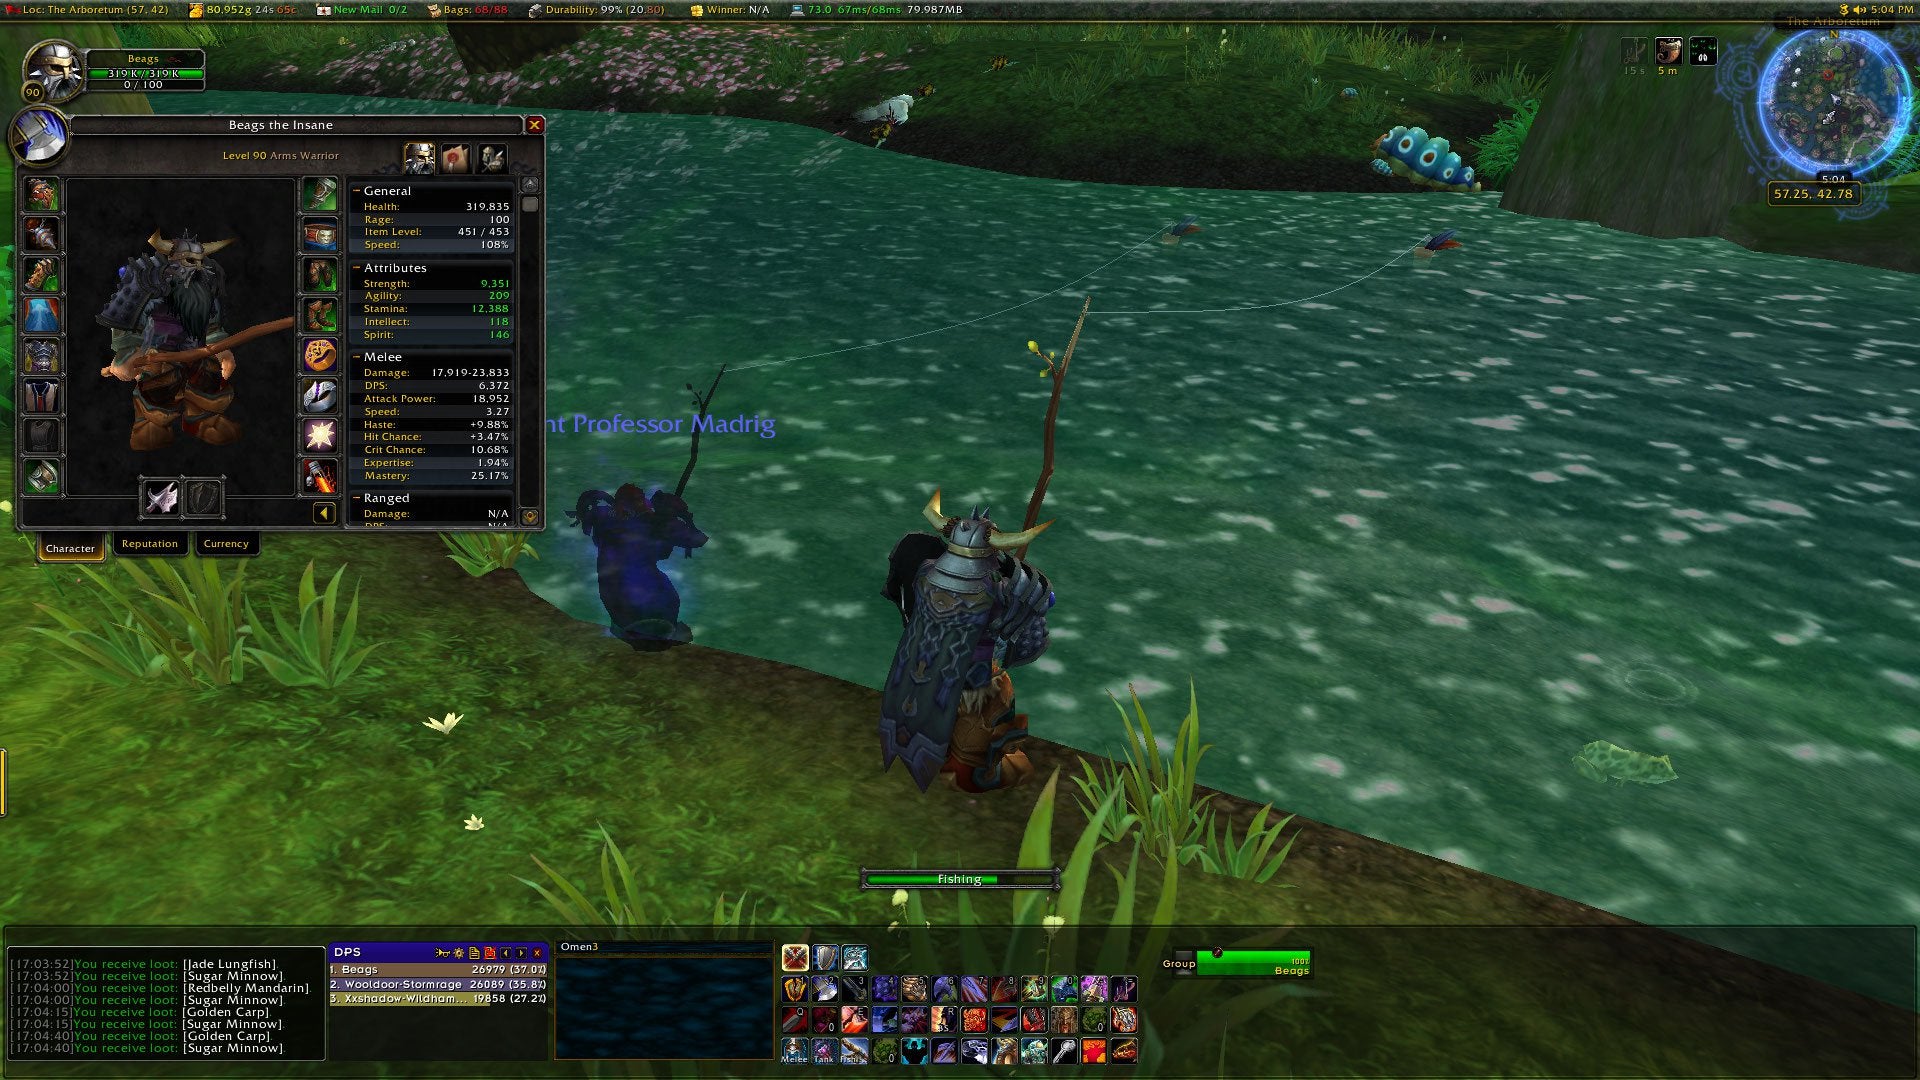 Loc: The Arboretum (57, 42)
80,952g 24s 65c
New Mail 0/2
Bags: 68/88
Durability: 99% (20.80)
Winner: N/A
73.0 67ms/68ms 79.987MB
5:04 PM
The Arboretum
N
Beags
319 K / 319 K
0 / 100
90
15 s
5 m
5:04
57.25, 42.78
Beags the Insane
Level 90 Arms Warrior
General
Health: 319,835
Rage: 100
Item Level: 451 / 453
Speed: 108%
Attributes
Strength: 9,351
Agility: 209
Stamina: 12,388
Intellect: 118
Spirit: 146
Melee
Damage: 17,919-23,833
DPS: 6,372
Attack Power: 18,952
Speed: 3.27
Haste: +9.88%
Hit Chance: +3.47%
Crit Chance: 10.68%
Expertise: 1.94%
Mastery: 25.17%
Ranged
Damage: N/A
DPS: N/A
Character
Reputation
Currency
nt Professor Madrig
Fishing
[17:03:52]You receive loot: [Jade Lungfish].
[17:03:52]You receive loot: [Sugar Minnow].
[17:04:00]You receive loot: [Redbelly Mandarin].
[17:04:00]You receive loot: [Sugar Minnow].
[17:04:15]You receive loot: [Golden Carp].
[17:04:15]You receive loot: [Sugar Minnow].
[17:04:40]You receive loot: [Golden Carp].
[17:04:40]You receive loot: [Sugar Minnow].
DPS
1. Beags 26979 (37.0%)
2. Wooldoor-Stormrage 26089 (35.8%)
3. Xxshadow-Wildham... 19858 (27.2%)
Omen3
Melee
Tank
Group
100%
Beags